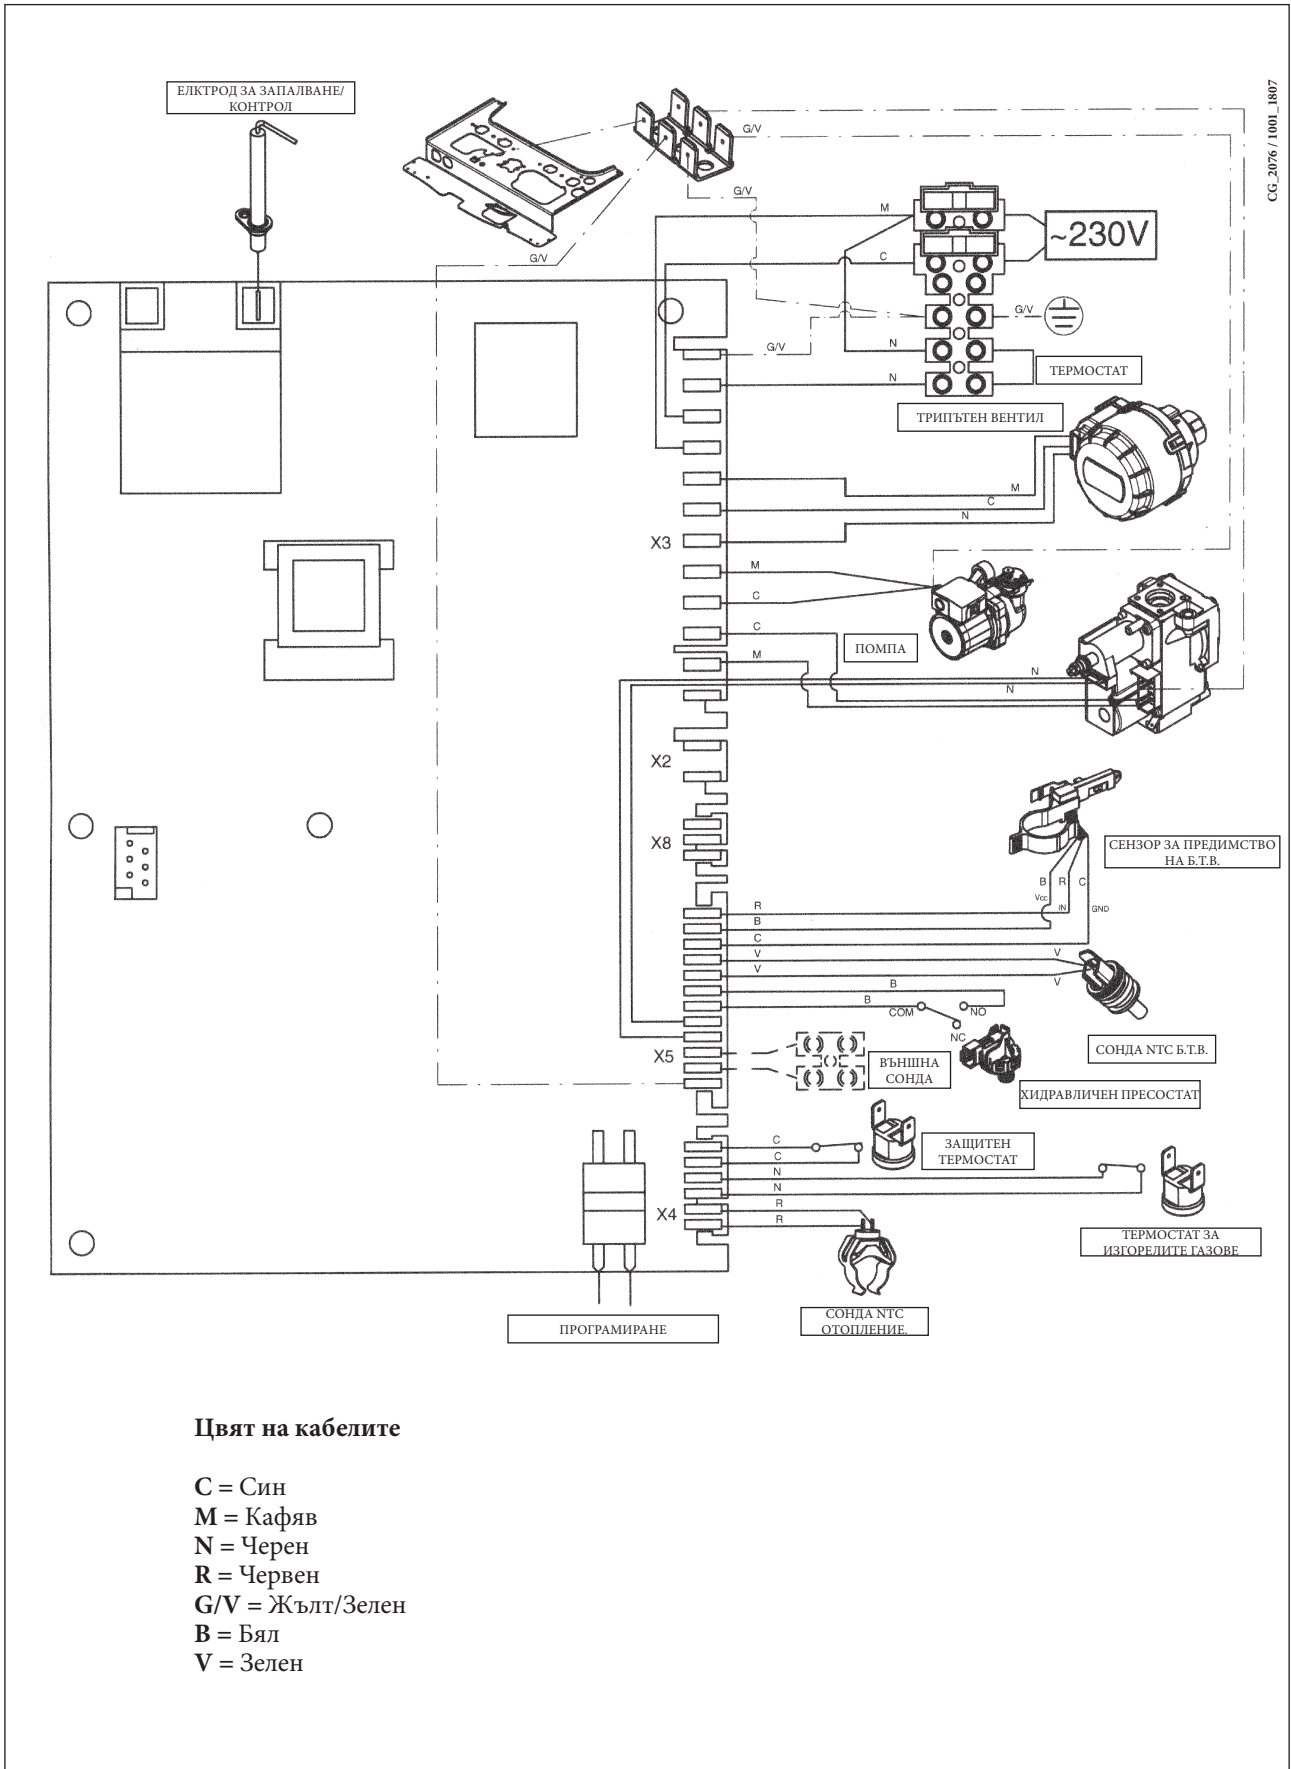 CG_2076 / 1001_1807
ЕЛКТРОД ЗА ЗАПАЛВАНЕ/
КОНТРОЛ
G/V
G/V
M
~230V
G/V
C
G/V
G/V
N
ТЕРМОСТАТ
N
ТРИПЪТЕН ВЕНТИЛ
M
C
N
X3
M
C
C
ПОМПА
M
N
N
X2
X8
СЕНЗОР ЗА ПРЕДИМСТВО
НА Б.Т.В.
B R C
Vcc
IN
GND
R
B
C
V
V
V
V
B
B
COM
NO
NC
X5
ВЪНШНА
СОНДА
СОНДА NTC Б.Т.В.
ХИДРАВЛИЧЕН ПРЕСОСТАТ
C
C
ЗАЩИТЕН
ТЕРМОСТАТ
N
N
X4
R
R
ТЕРМОСТАТ ЗА
ИЗГОРЕЛИТЕ ГАЗОВЕ
СОНДА NTC
ОТОПЛЕНИЕ.
ПРОГРАМИРАНЕ
Цвят на кабелите
C = Син
M = Кафяв
N = Черен
R = Червен
G/V = Жълт/Зелен
B = Бял
V = Зелен